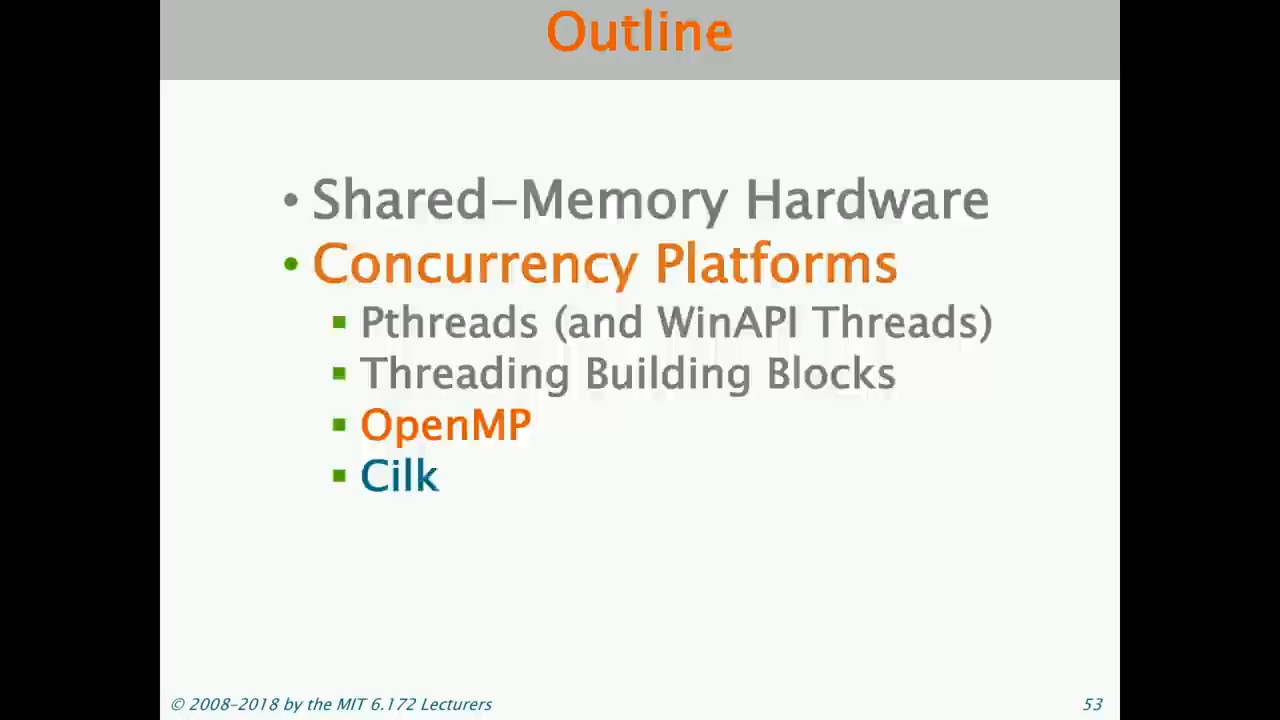 Outline
• Shared-Memory Hardware
• Concurrency Platforms
▪ Pthreads (and WinAPI Threads)
▪ Threading Building Blocks
▪ OpenMP
▪ Cilk
© 2008–2018 by the MIT 6.172 Lecturers
53